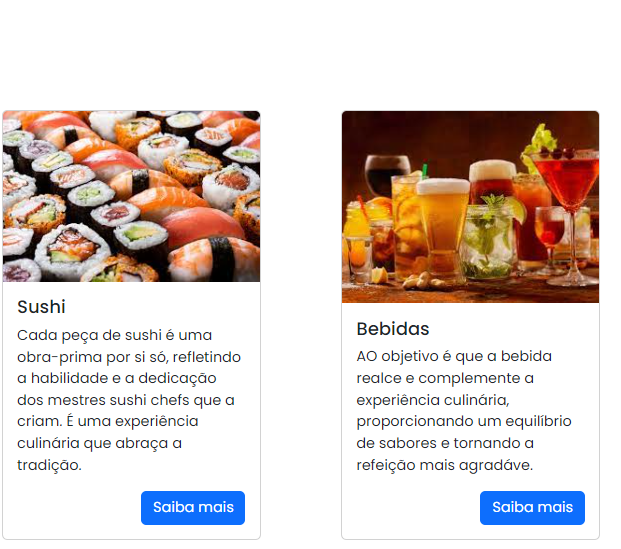 Sushi
Cada peça de sushi é uma
obra-prima por si só, refletindo
a habilidade e a dedicação
dos mestres sushi chefs que a
criam. É uma experiência
culinária que abraça a
tradição.
Saiba mais
Bebidas
AO objetivo é que a bebida
realce e complemente a
experiência culinária,
proporcionando um equilíbrio
de sabores e tornando a
refeição mais agradáve.
Saiba mais